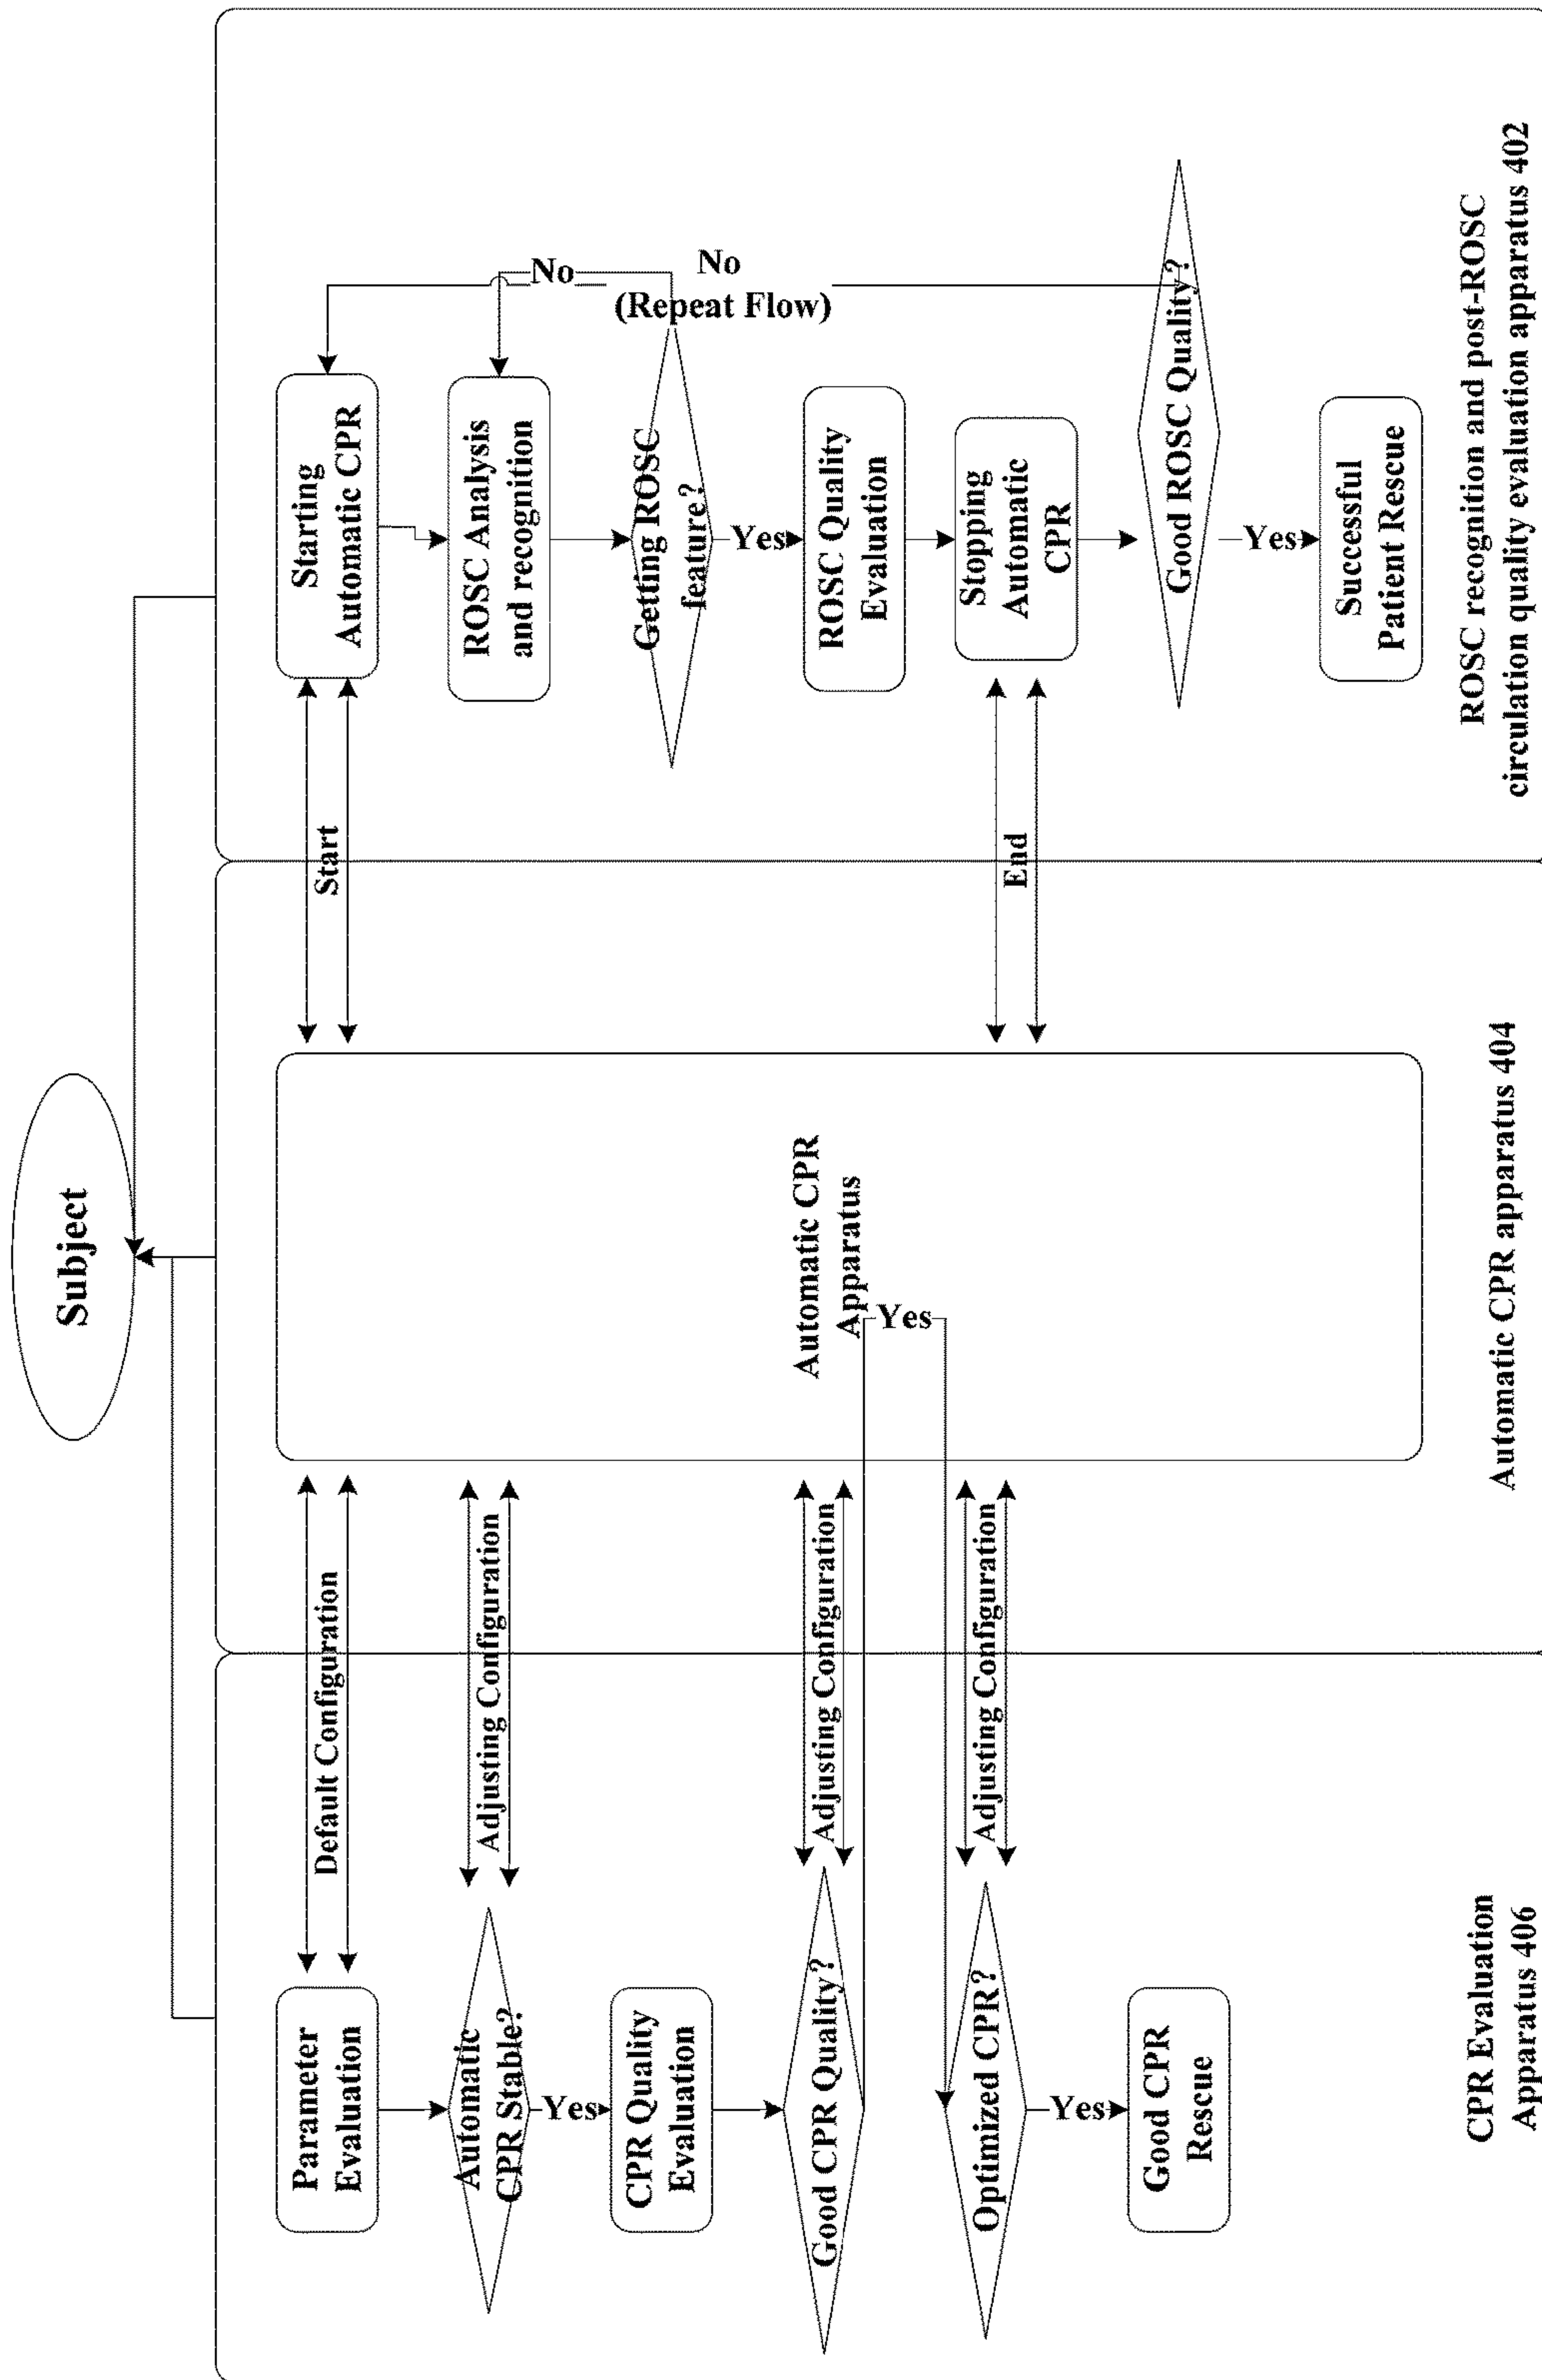 Subject
Parameter
Evaluation
Automatic
CPR Stable?
Yes
CPR Quality
Evaluation
Good CPR Quality?
Yes
Optimized CPR?
Yes
Good CPR
Rescue
CPR Evaluation
Apparatus 406
Default Configuration
Adjusting Configuration
Adjusting Configuration
Adjusting Configuration
Automatic CPR
Apparatus
Automatic CPR apparatus 404
Start
End
Starting
Automatic CPR
ROSC Analysis
and recognition
No
Getting ROSC
feature?
No
(Repeat Flow)
Yes
ROSC Quality
Evaluation
Stopping
Automatic
CPR
Good ROSC Quality?
Yes
Successful
Patient Rescue
ROSC recognition and post-ROSC
circulation quality evaluation apparatus 402